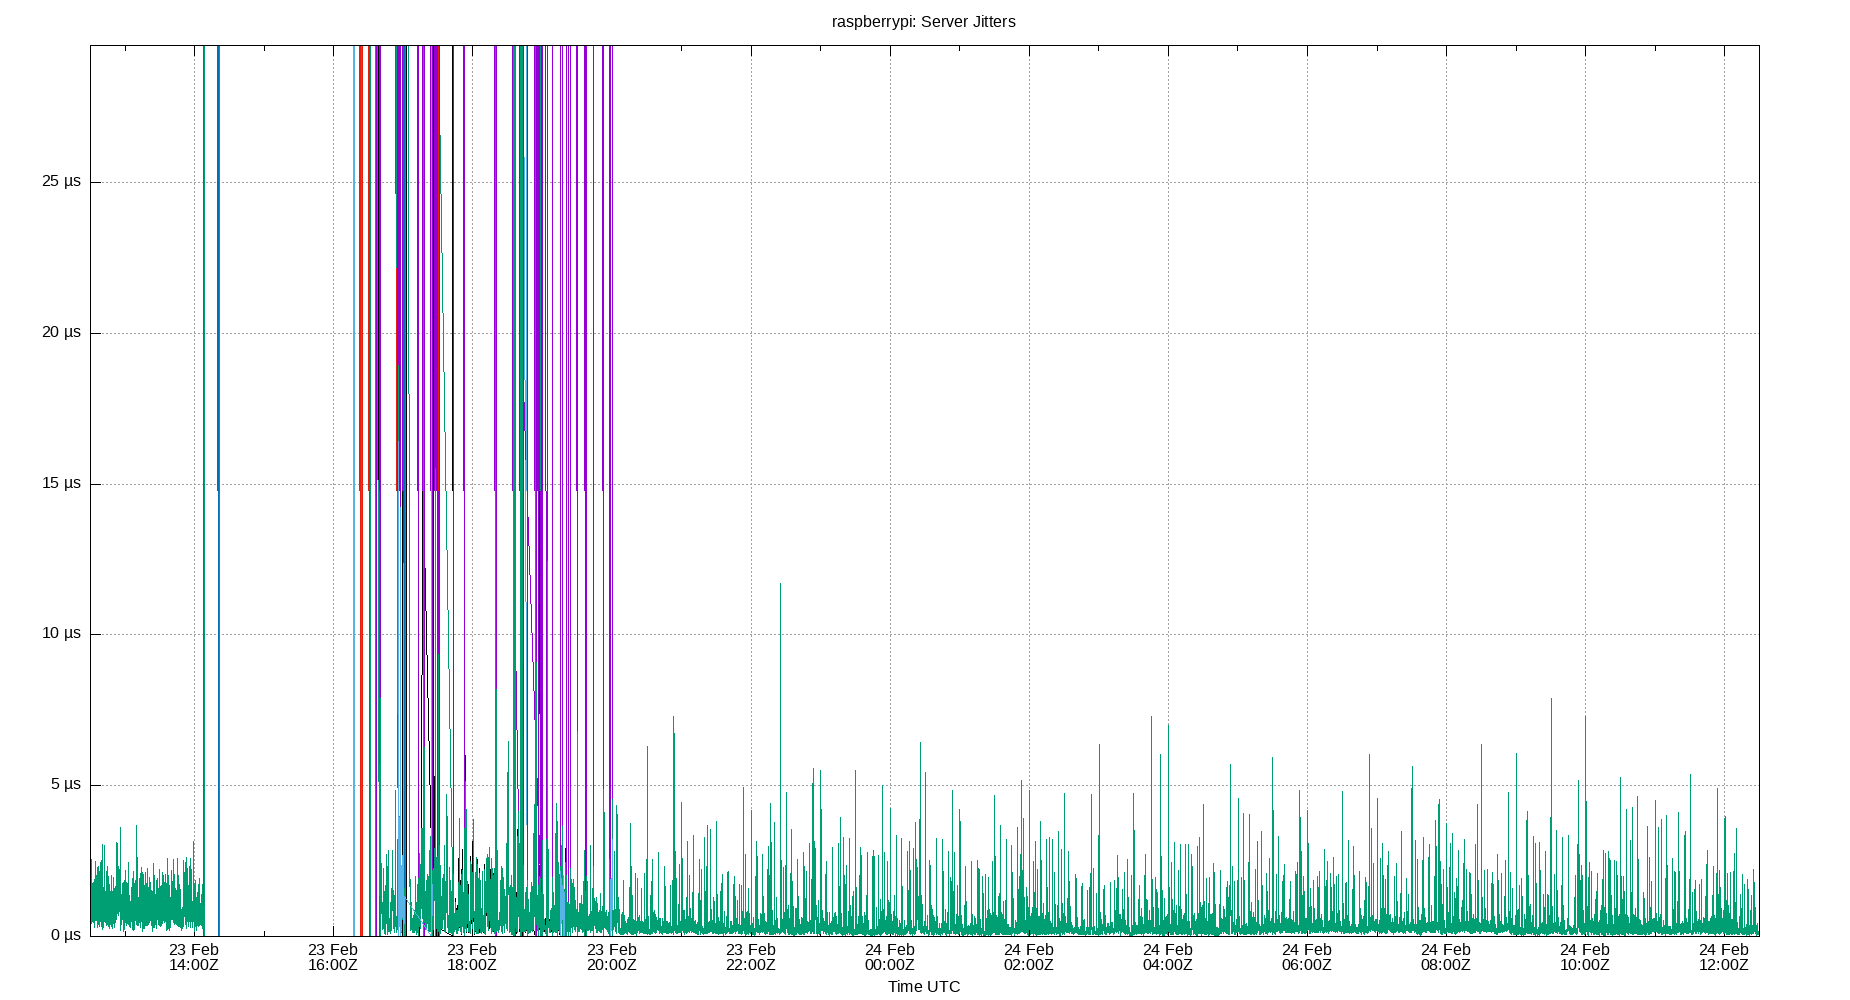 raspberrypi: Server Jitters
25 µs
20 µs
15 µs
10 µs
5 µs
0 µs
23 Feb 23 Feb 23 Feb 23 Feb 23 Feb 24 Feb 24 Feb 24 Feb 24 Feb 24 Feb 24 Feb 24 Feb
14:00Z 16:00Z 18:00Z 20:00Z 22:00Z 00:00Z 02:00Z 04:00Z 06:00Z 08:00Z 10:00Z 12:00Z
Time UTC